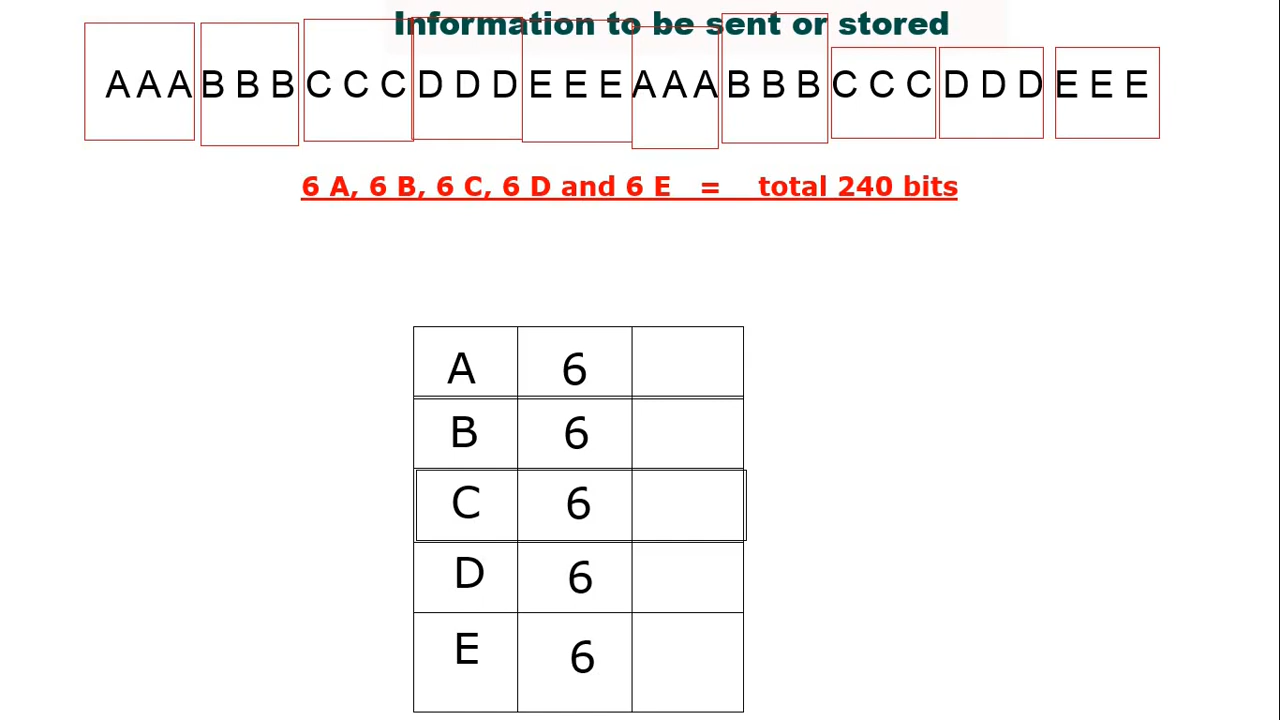 Information to be sent or stored
A A A B B B C C C D D D E E E A A A B B B C C C D D D E E E
6 A, 6 B, 6 C, 6 D and 6 E = total 240 bits
A 6
B 6
C 6
D 6
E 6